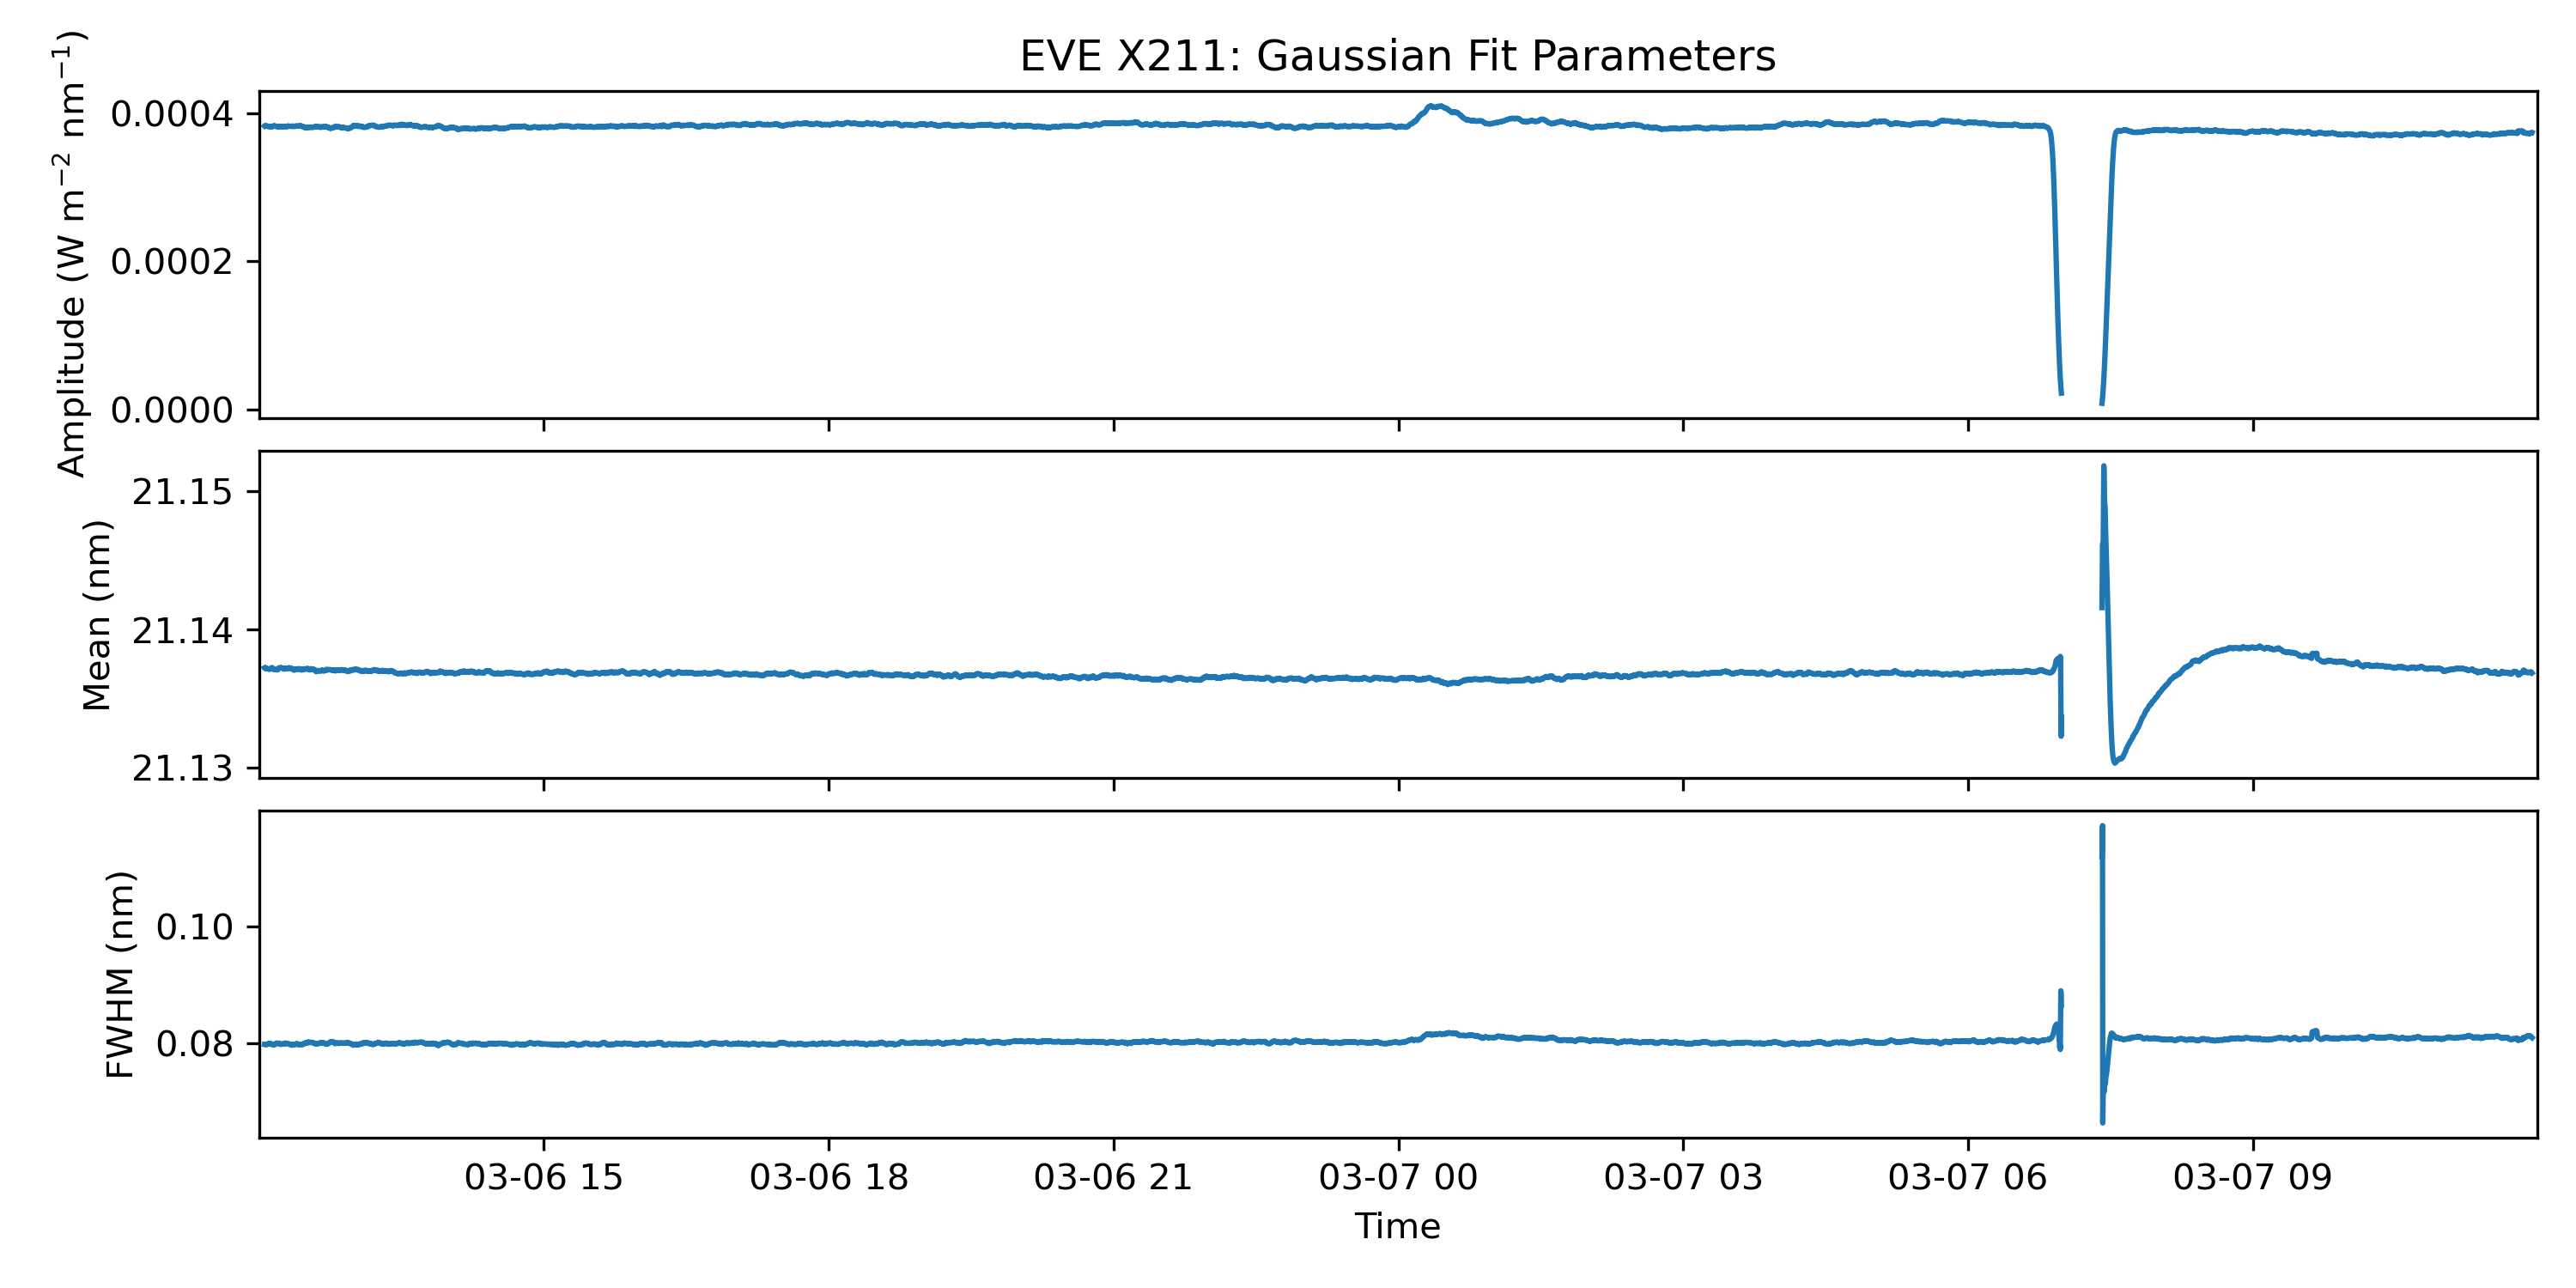 EVE X211: Gaussian Fit Parameters
Amplitude (W m⁻² nm⁻¹)
0.0004
0.0002
0.0000
Mean (nm)
21.15
21.14
21.13
FWHM (nm)
0.10
0.08
03-06 15 03-06 18 03-06 21 03-07 00 03-07 03 03-07 06 03-07 09
Time